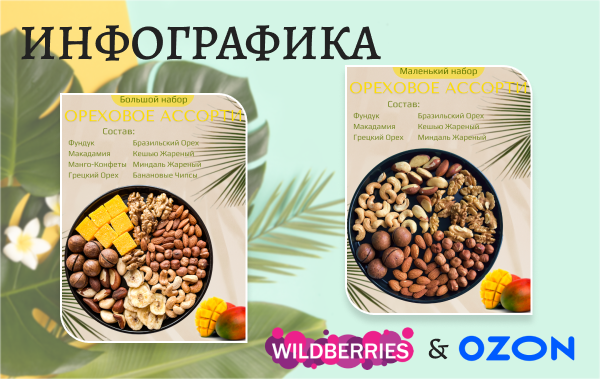 ИНФОГРАФИКА
Большой набор
ОРЕХОВОЕ АССОРТИ
Состав:
Фундук Бразильский Орех
Макадамия Кешью Жареный
Манго-Конфеты Миндаль Жареный
Грецкий Орех Банановые Чипсы
Маленький набор
ОРЕХОВОЕ АССОРТИ
Состав:
Фундук Бразильский Орех
Макадамия Кешью Жареный
Грецкий Орех Миндаль Жареный
WILDBERRIES & OZON